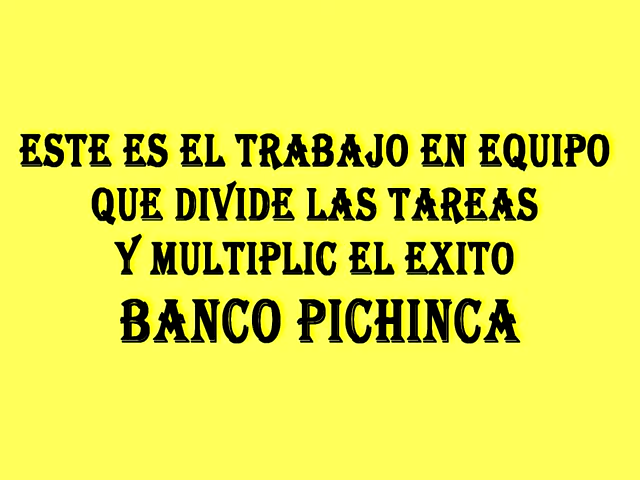 ESTE ES EL TRABAJO EN EQUIPO
QUE DIVIDE LAS TAREAS
Y MULTIPLIC EL EXITO
BANCO PICHINCA